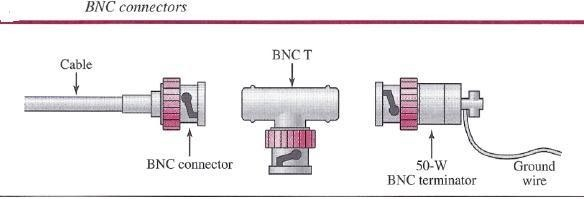 BNC connectors
Cable
BNC T
BNC connector
50-W
BNC terminator
Ground
wire